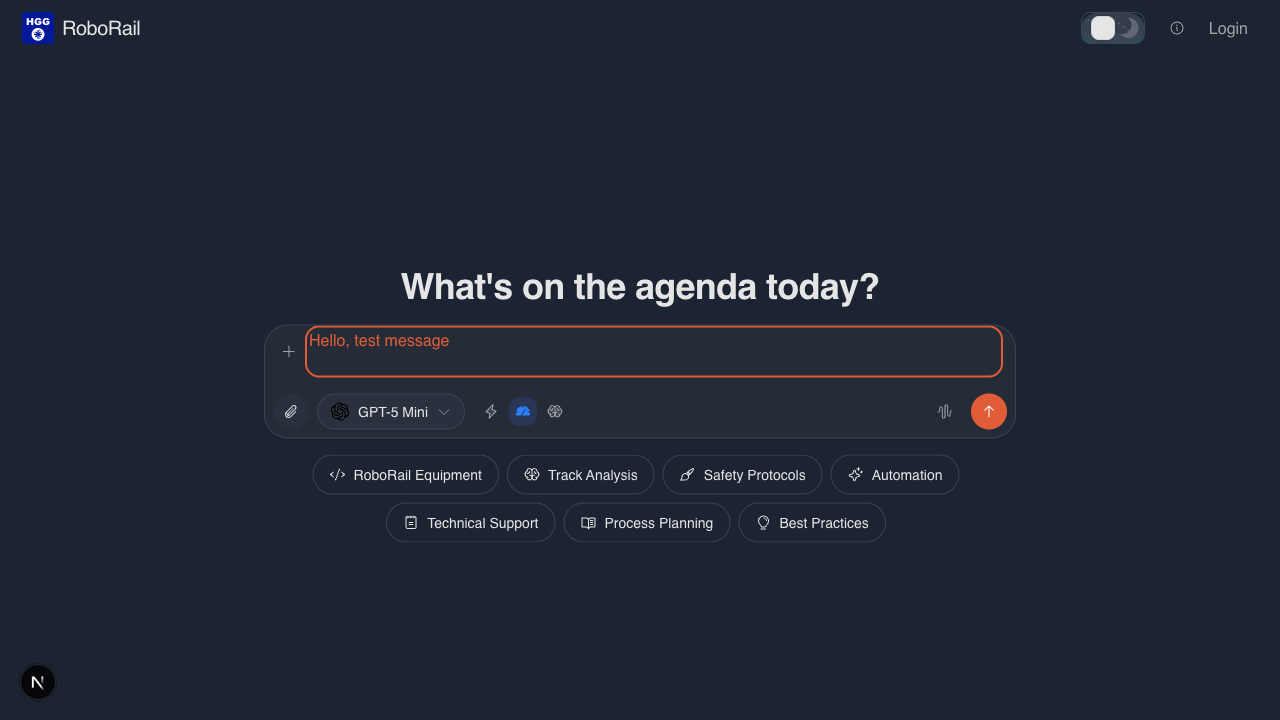 HGG
RoboRail
Login
What's on the agenda today?
Hello, test message
GPT-5 Mini
RoboRail Equipment
Track Analysis
Safety Protocols
Automation
Technical Support
Process Planning
Best Practices
N